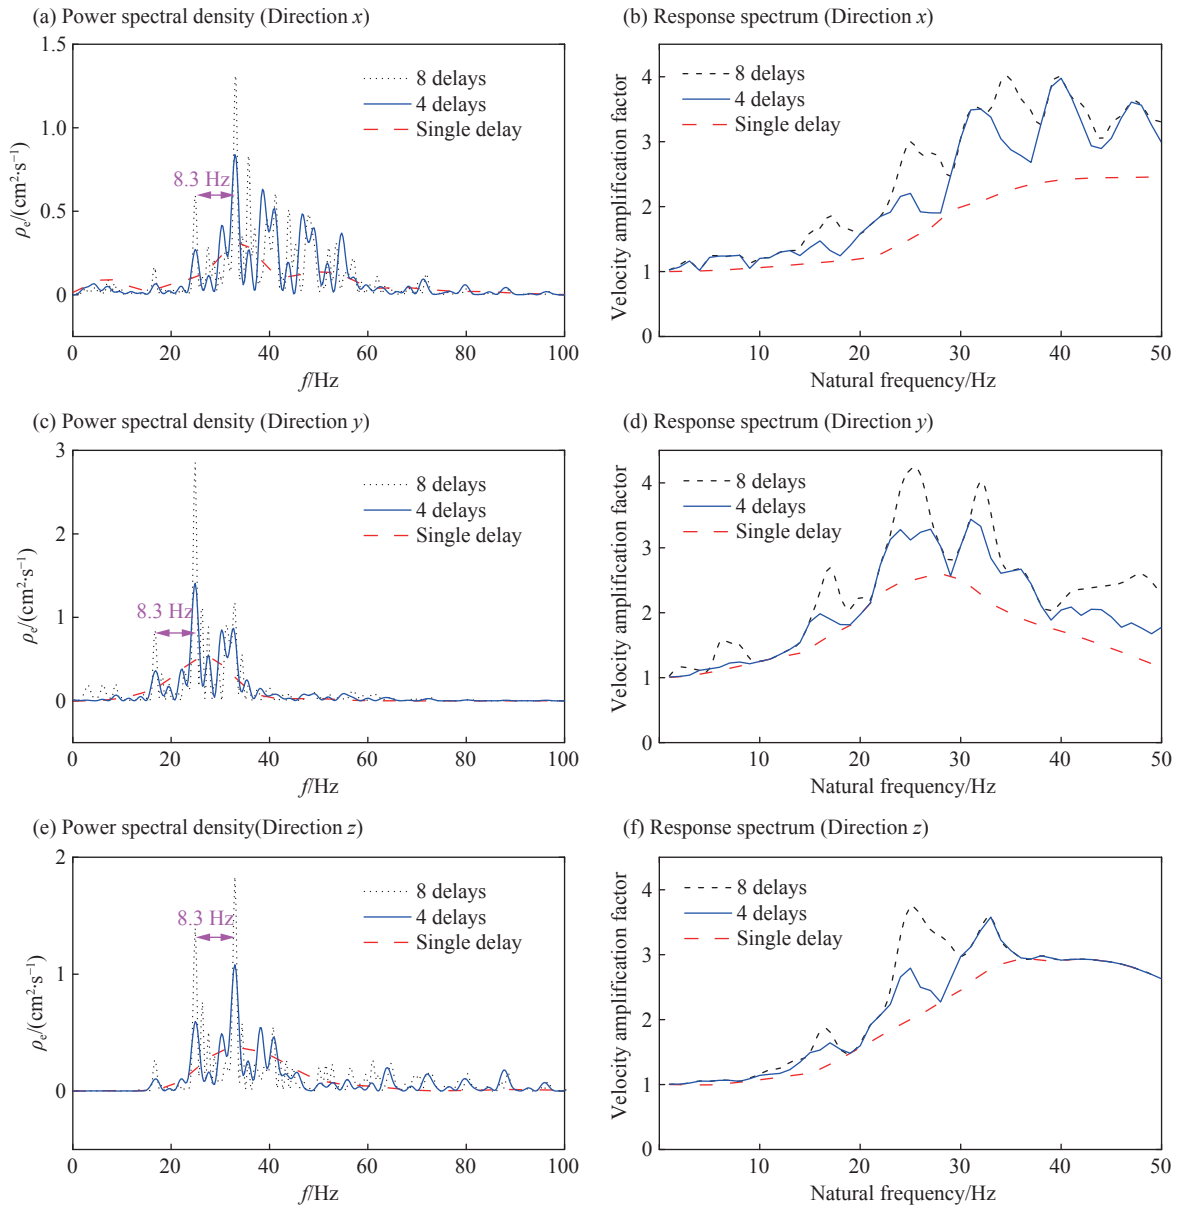 (a) Power spectral density (Direction x)
1.5
1.0
0.5
0
-0.25
ρe/(cm²·s⁻¹)
8 delays
4 delays
Single delay
8.3 Hz
0 20 40 60 80 100
f/Hz
(b) Response spectrum (Direction x)
4
3
2
1
0
Velocity amplification factor
8 delays
4 delays
Single delay
10 20 30 40 50
Natural frequency/Hz
(c) Power spectral density (Direction y)
3
2
1
0
ρe/(cm²·s⁻¹)
8 delays
4 delays
Single delay
8.3 Hz
0 20 40 60 80 100
f/Hz
(d) Response spectrum (Direction y)
4
3
2
1
0
Velocity amplification factor
8 delays
4 delays
Single delay
10 20 30 40 50
Natural frequency/Hz
(e) Power spectral density(Direction z)
2
1
0
ρe/(cm²·s⁻¹)
8 delays
4 delays
Single delay
8.3 Hz
0 20 40 60 80 100
f/Hz
(f) Response spectrum (Direction z)
4
3
2
1
0
Velocity amplification factor
8 delays
4 delays
Single delay
10 20 30 40 50
Natural frequency/Hz